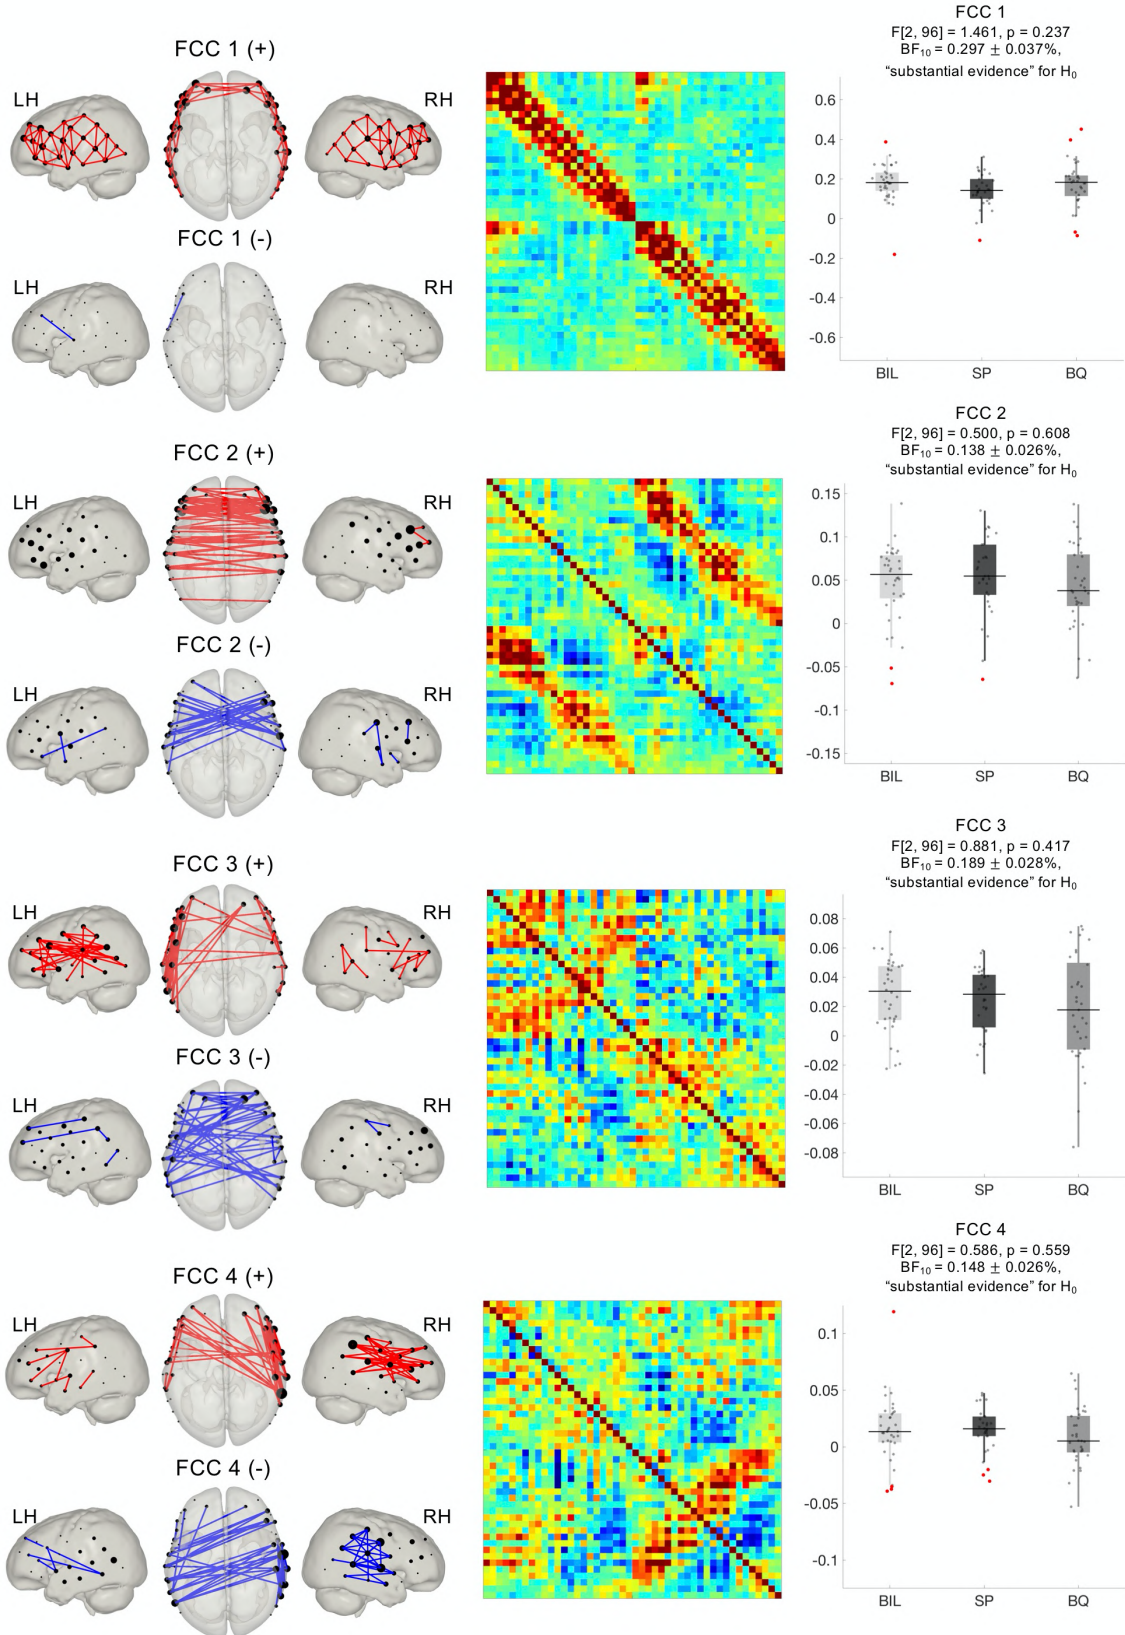 FCC 1 (+)
LH
RH
FCC 1 (-)
LH
RH
FCC 1
F[2, 96] = 1.461, p = 0.237
BF₁₀ = 0.297 ± 0.037%,
“substantial evidence” for H₀
0.6
0.4
0.2
0
-0.2
-0.4
-0.6
BIL SP BQ
FCC 2 (+)
LH
RH
FCC 2 (-)
LH
RH
FCC 2
F[2, 96] = 0.500, p = 0.608
BF₁₀ = 0.138 ± 0.026%,
“substantial evidence” for H₀
0.15
0.1
0.05
0
-0.05
-0.1
-0.15
BIL SP BQ
FCC 3 (+)
LH
RH
FCC 3 (-)
LH
RH
FCC 3
F[2, 96] = 0.881, p = 0.417
BF₁₀ = 0.189 ± 0.028%,
“substantial evidence” for H₀
0.08
0.06
0.04
0.02
0
-0.02
-0.04
-0.06
-0.08
BIL SP BQ
FCC 4 (+)
LH
RH
FCC 4 (-)
LH
RH
FCC 4
F[2, 96] = 0.586, p = 0.559
BF₁₀ = 0.148 ± 0.026%,
“substantial evidence” for H₀
0.1
0.05
0
-0.05
-0.1
BIL SP BQ